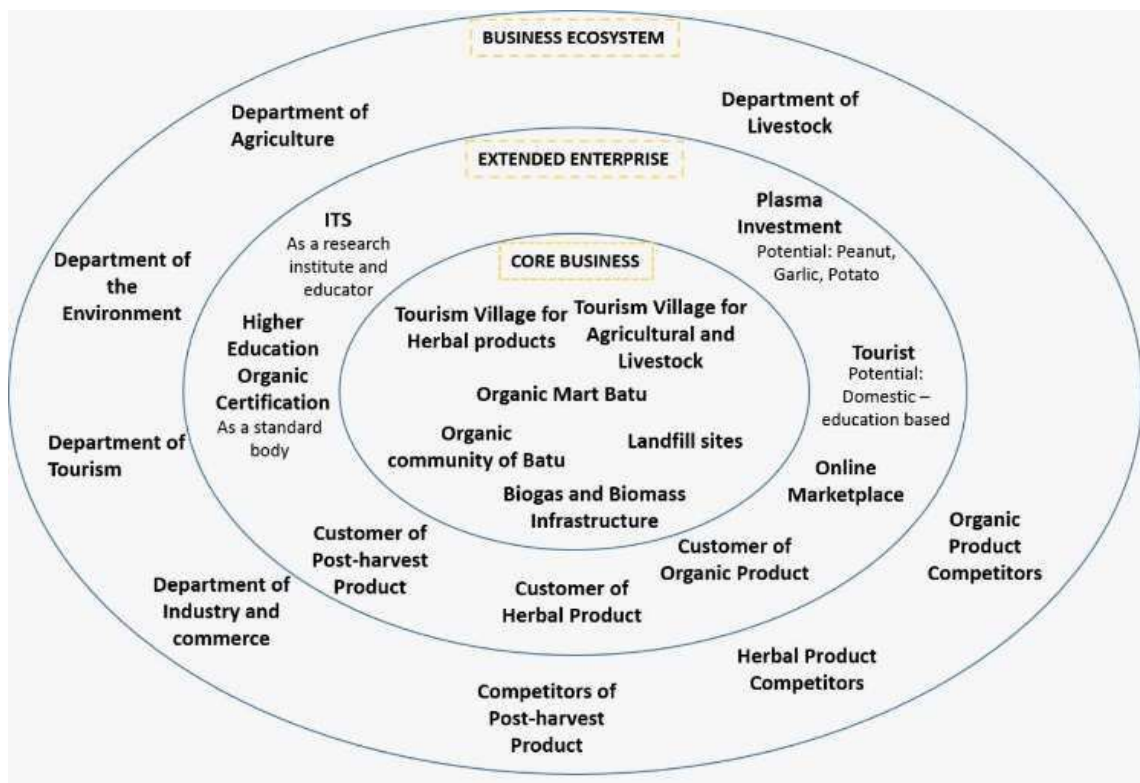 BUSINESS ECOSYSTEM
Department of
Agriculture
Department of
Livestock
EXTENDED ENTERPRISE
ITS
As a research
institute and
educator
Plasma
Investment
Potential: Peanut,
Garlic, Potato
Department of
the
Environment
CORE BUSINESS
Tourism Village for
Herbal products
Tourism Village for
Agricultural and
Livestock
Higher
Education
Organic
Certification
As a standard
body
Tourist
Potential:
Domestic –
education based
Organic Mart Batu
Department of
Tourism
Organic
community of Batu
Landfill sites
Online
Marketplace
Biogas and Biomass
Infrastructure
Organic
Product
Competitors
Customer of
Post-harvest
Product
Customer of
Organic Product
Customer of
Herbal Product
Department of
Industry and
commerce
Herbal Product
Competitors
Competitors of
Post-harvest
Product